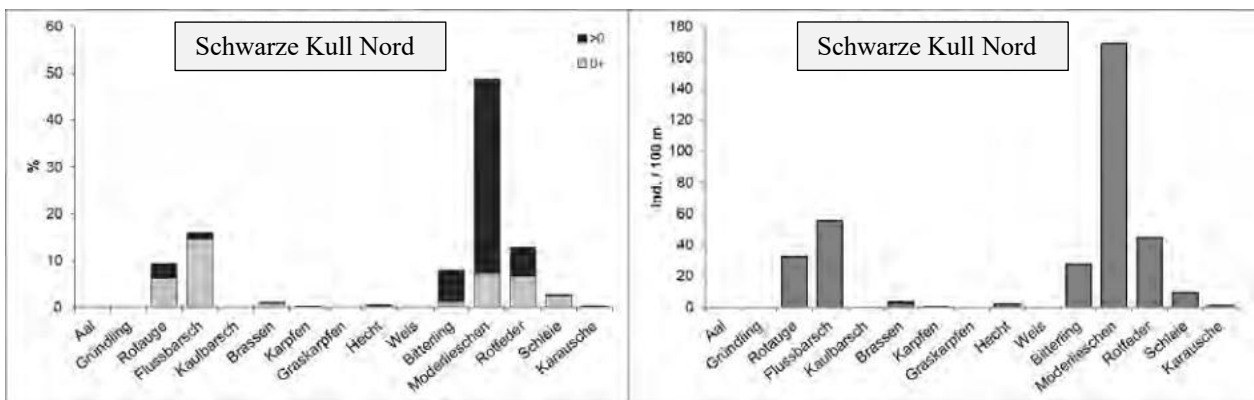 Schwarze Kull Nord
>0
0+
%
60
50
40
30
20
10
0
Aal
Gründling
Rotauge
Flussbarsch
Kaulbarsch
Brassen
Karpfen
Graskarpfen
Hecht
Wels
Bitterling
Moderlieschen
Rotfeder
Schleie
Karausche
Schwarze Kull Nord
Ind. / 100 m
180
160
140
120
100
80
60
40
20
0
Aal
Gründling
Rotauge
Flussbarsch
Kaulbarsch
Brassen
Karpfen
Graskarpfen
Hecht
Wels
Bitterling
Moderlieschen
Rotfeder
Schleie
Karausche